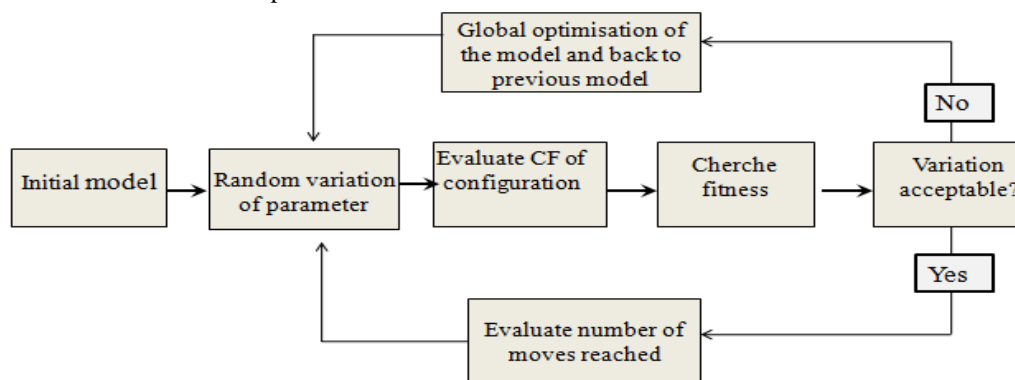 Global optimisation of
the model and back to
previous model
No
Initial model
Random variation
of parameter
Evaluate CF of
configuration
Cherche
fitness
Variation
acceptable?
Yes
Evaluate number of
moves reached